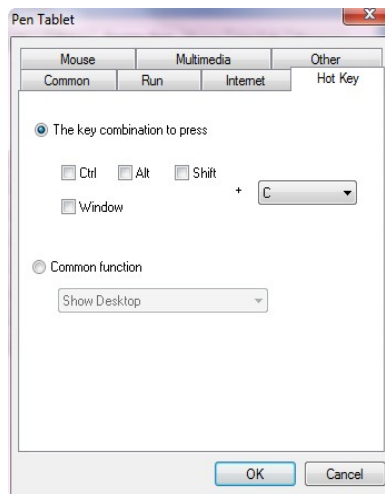 Pen Tablet
Mouse Multimedia Other
Common Run Internet Hot Key
The key combination to press
Ctrl Alt Shift
+ C
Window
Common function
Show Desktop
OK Cancel